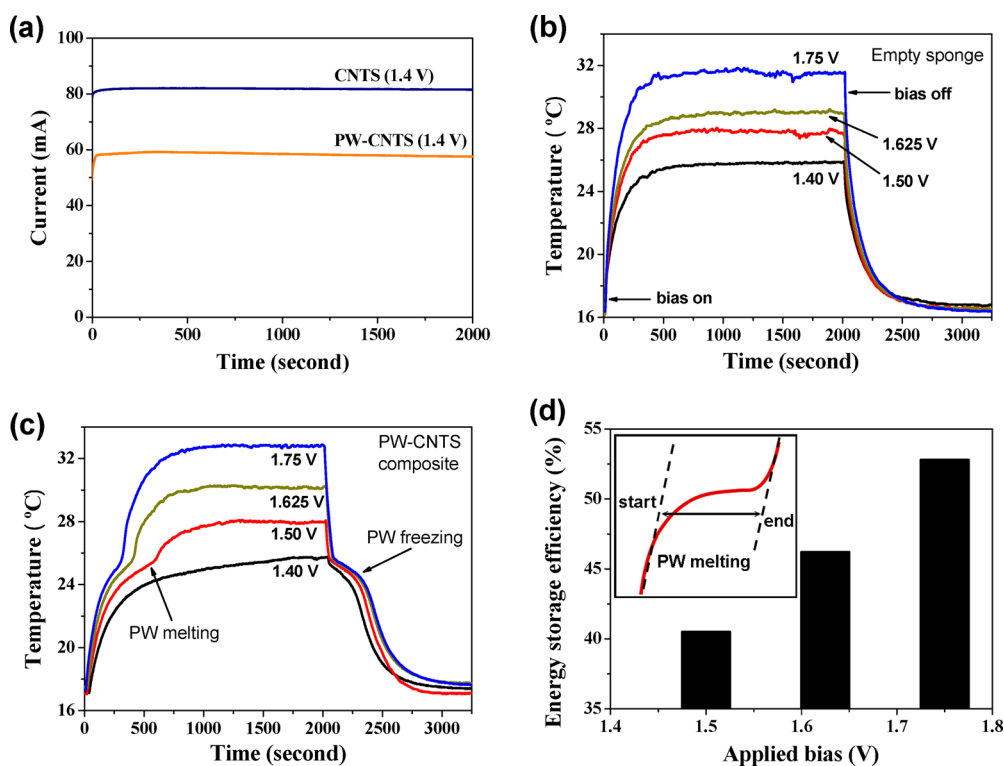 (a)
100
80
60
40
20
0
Current (mA)
CNTS (1.4 V)
PW-CNTS (1.4 V)
0
500
1000
1500
2000
Time (second)
(b)
32
28
24
20
16
Temperature ( ºC)
Empty sponge
1.75 V
bias off
1.625 V
1.50 V
1.40 V
bias on
0
500
1000
1500
2000
2500
3000
Time (second)
(c)
32
28
24
20
16
Temperature ( ºC)
PW-CNTS
composite
1.75 V
1.625 V
1.50 V
1.40 V
PW freezing
PW melting
0
500
1000
1500
2000
2500
3000
Time (second)
(d)
60
55
50
45
40
35
Energy storage efficiency (%)
start
end
PW melting
1.4
1.5
1.6
1.7
1.8
Applied bias (V)